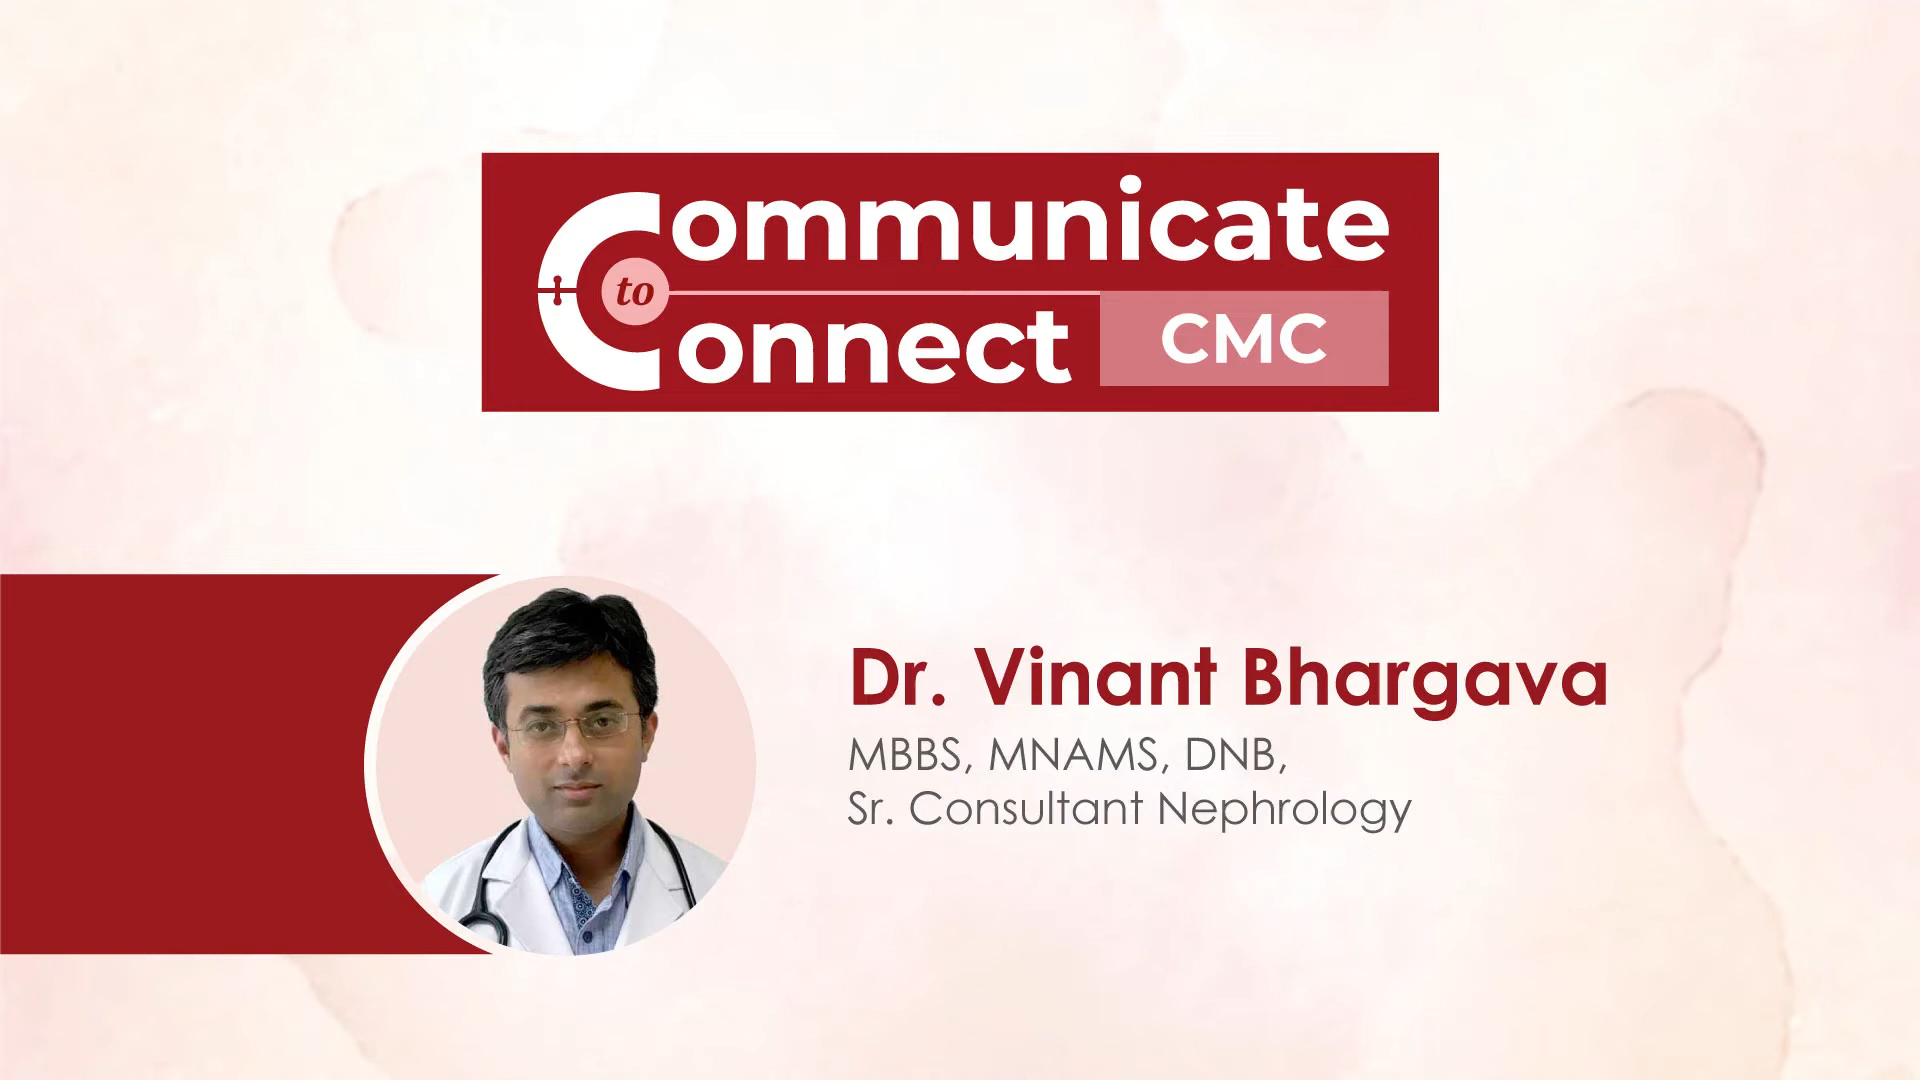 Communicate
to
Connect CMC
Dr. Vinant Bhargava
MBBS, MNAMS, DNB,
Sr. Consultant Nephrology